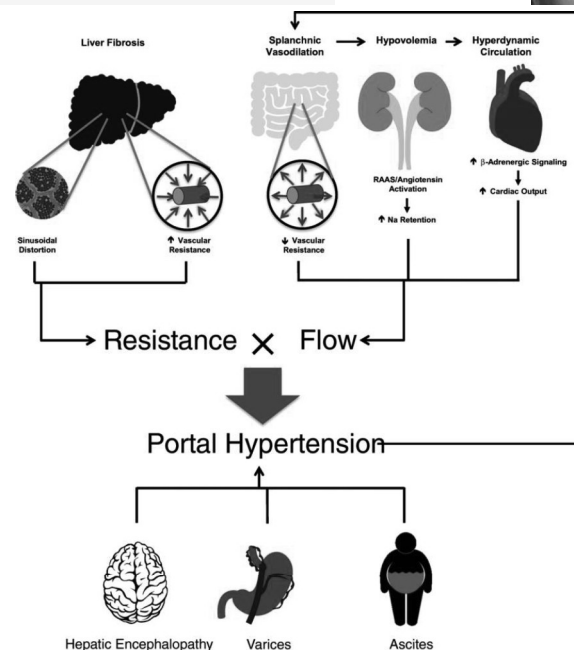 Liver Fibrosis
Splanchnic
Vasodilation
Hypovolemia
Hyperdynamic
Circulation
Sinusoidal
Distortion
↑ Vascular
Resistance
↓ Vascular
Resistance
RAAS/Angiotensin
Activation
↑ Na Retention
↑ β-Adrenergic Signaling
↑ Cardiac Output
Resistance × Flow
Portal Hypertension
Hepatic Encephalopathy
Varices
Ascites